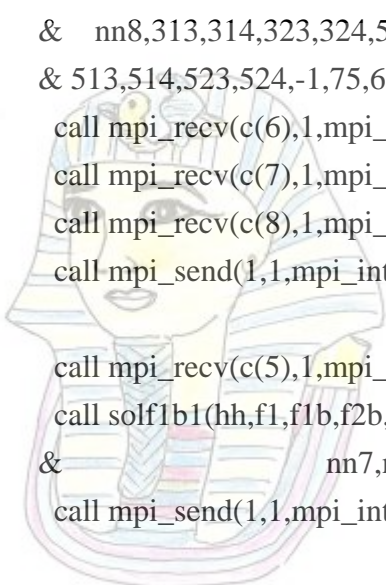 & nn8,313,314,323,324,5
& 513,514,523,524,-1,75,6
call mpi_recv(c(6),1,mpi_
call mpi_recv(c(7),1,mpi_
call mpi_recv(c(8),1,mpi_
call mpi_send(1,1,mpi_int
call mpi_recv(c(5),1,mpi_
call solf1b1(hh,f1,f1b,f2b,
& nn7,r
call mpi_send(1,1,mpi_int